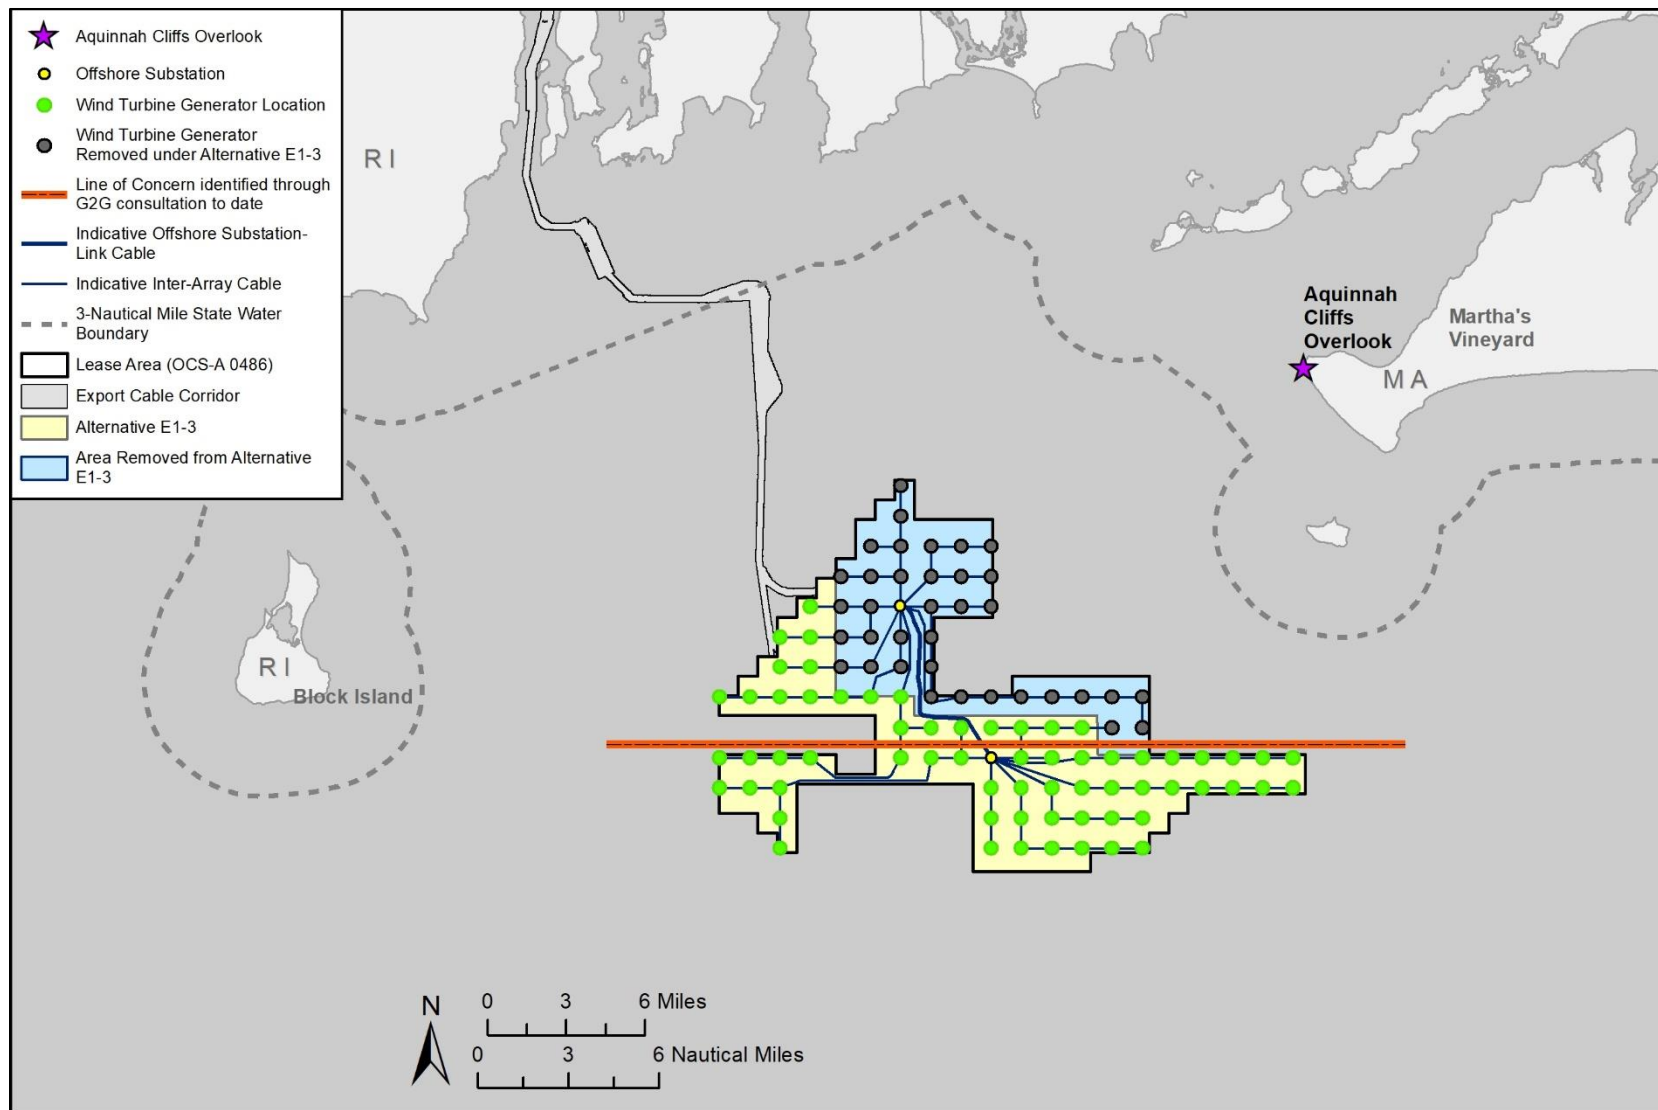 Aquinnah Cliffs Overlook
Offshore Substation
Wind Turbine Generator Location
Wind Turbine Generator
Removed under Alternative E1-3
Line of Concern identified through
G2G consultation to date
Indicative Offshore Substation-
Link Cable
Indicative Inter-Array Cable
3-Nautical Mile State Water
Boundary
Lease Area (OCS-A 0486)
Export Cable Corridor
Alternative E1-3
Area Removed from Alternative
E1-3
RI
Aquinnah
Cliffs
Overlook
Martha's
Vineyard
MA
RI
Block Island
N
0 3 6 Miles
0 3 6 Nautical Miles